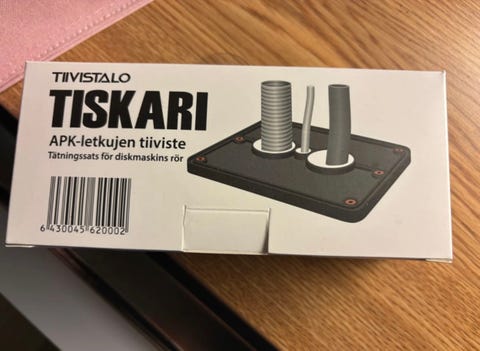 TIIVISTALO
TISKARI
APK-letkujen tiiviste
Tätningssats för diskmaskins rör
6 430045 620002